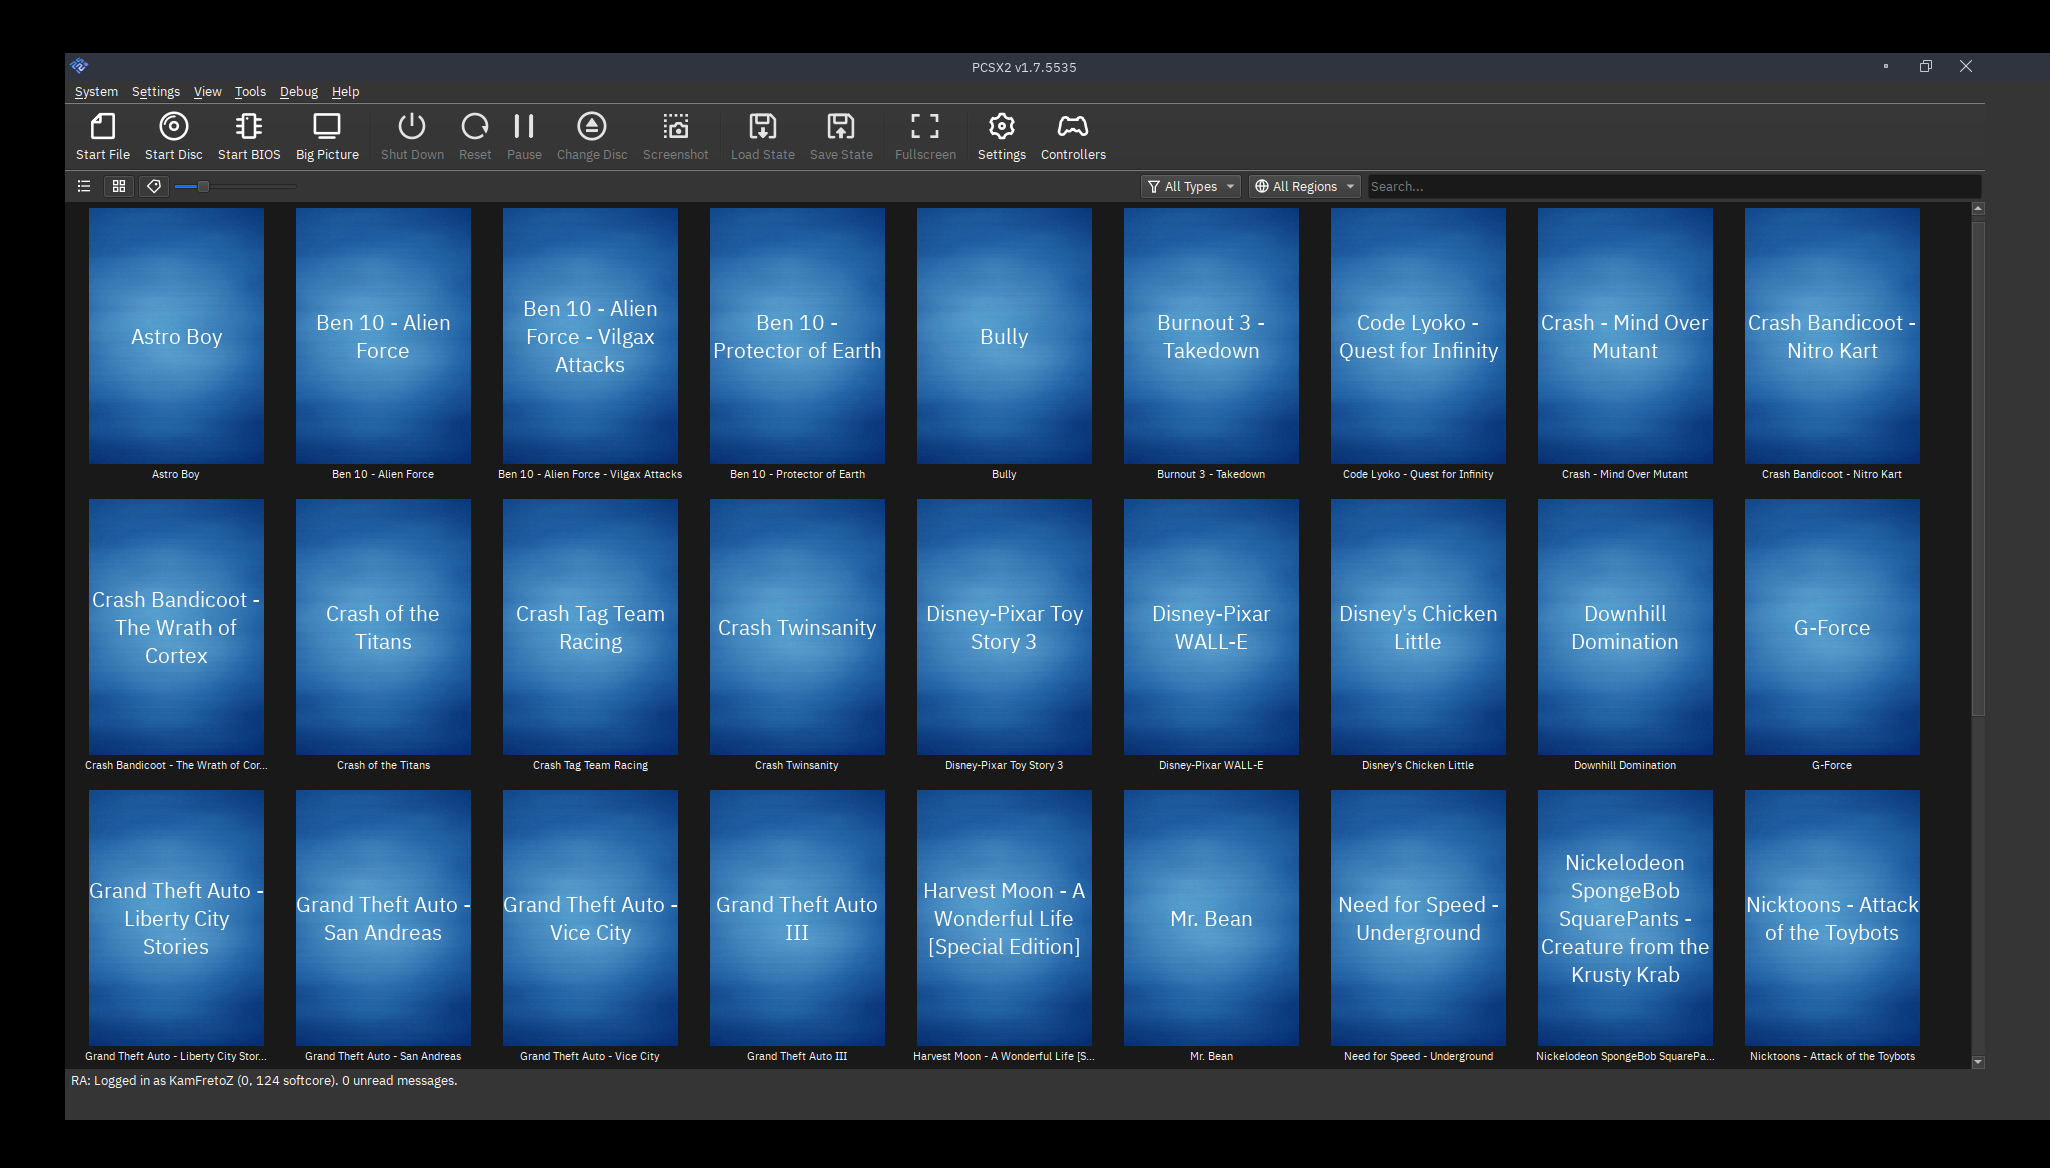 PCSX2 v1.7.5535
System Settings View Tools Debug Help
Start File Start Disc Start BIOS Big Picture Shut Down Reset Pause Change Disc Screenshot Load State Save State Fullscreen Settings Controllers
All Types All Regions Search...
Astro Boy
Ben 10 - Alien
Force
Ben 10 - Alien
Force - Vilgax
Attacks
Ben 10 -
Protector of Earth
Bully
Burnout 3 -
Takedown
Code Lyoko -
Quest for Infinity
Crash - Mind Over
Mutant
Crash Bandicoot -
Nitro Kart
Astro Boy
Ben 10 - Alien Force
Ben 10 - Alien Force - Vilgax Attacks
Ben 10 - Protector of Earth
Bully
Burnout 3 - Takedown
Code Lyoko - Quest for Infinity
Crash - Mind Over Mutant
Crash Bandicoot - Nitro Kart
Crash Bandicoot -
The Wrath of
Cortex
Crash of the
Titans
Crash Tag Team
Racing
Crash Twinsanity
Disney-Pixar Toy
Story 3
Disney-Pixar
WALL-E
Disney's Chicken
Little
Downhill
Domination
G-Force
Crash Bandicoot - The Wrath of Cor...
Crash of the Titans
Crash Tag Team Racing
Crash Twinsanity
Disney-Pixar Toy Story 3
Disney-Pixar WALL-E
Disney's Chicken Little
Downhill Domination
G-Force
Grand Theft Auto -
Liberty City
Stories
Grand Theft Auto -
San Andreas
Grand Theft Auto -
Vice City
Grand Theft Auto
III
Harvest Moon - A
Wonderful Life
[Special Edition]
Mr. Bean
Need for Speed -
Underground
Nickelodeon
SpongeBob
SquarePants -
Creature from the
Krusty Krab
Nicktoons - Attack
of the Toybots
Grand Theft Auto - Liberty City Stor...
Grand Theft Auto - San Andreas
Grand Theft Auto - Vice City
Grand Theft Auto III
Harvest Moon - A Wonderful Life [S...
Mr. Bean
Need for Speed - Underground
Nickelodeon SpongeBob SquarePa...
Nicktoons - Attack of the Toybots
RA: Logged in as KamFretoZ (0, 124 softcore). 0 unread messages.